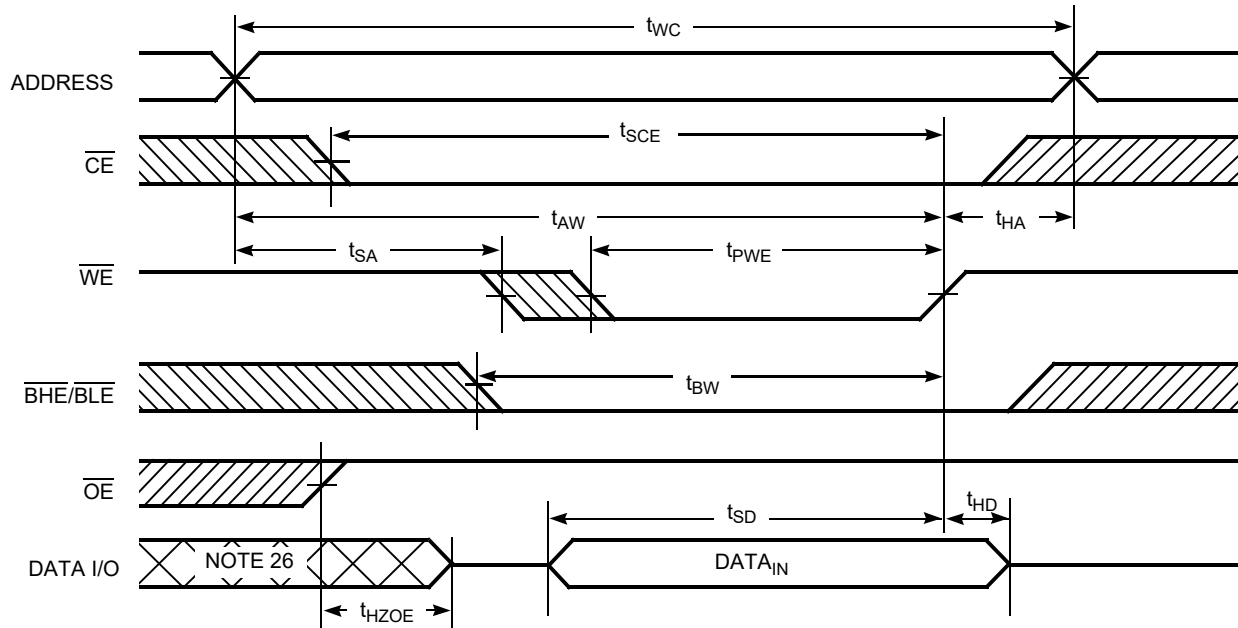 tWC
ADDRESS
tSCE
CE
tAW
tHA
tSA
tPWE
WE
BHE/BLE
tBW
OE
tSD
tHD
DATA I/O
NOTE 26
DATAIN
tHZOE